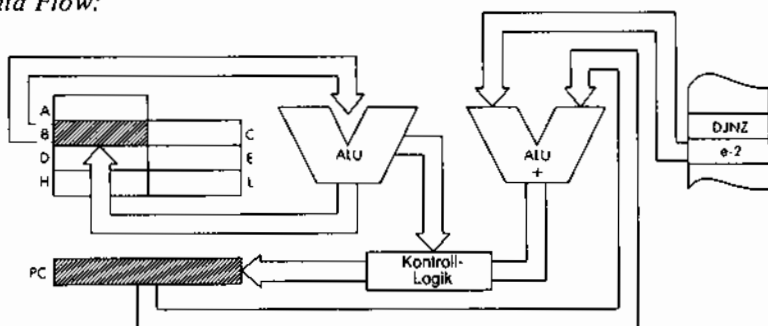 Data Flow:
A
B
C
D
E
H
L
ALU
ALU
+
DJNZ
e-2
PC
Kontroll-
Logik